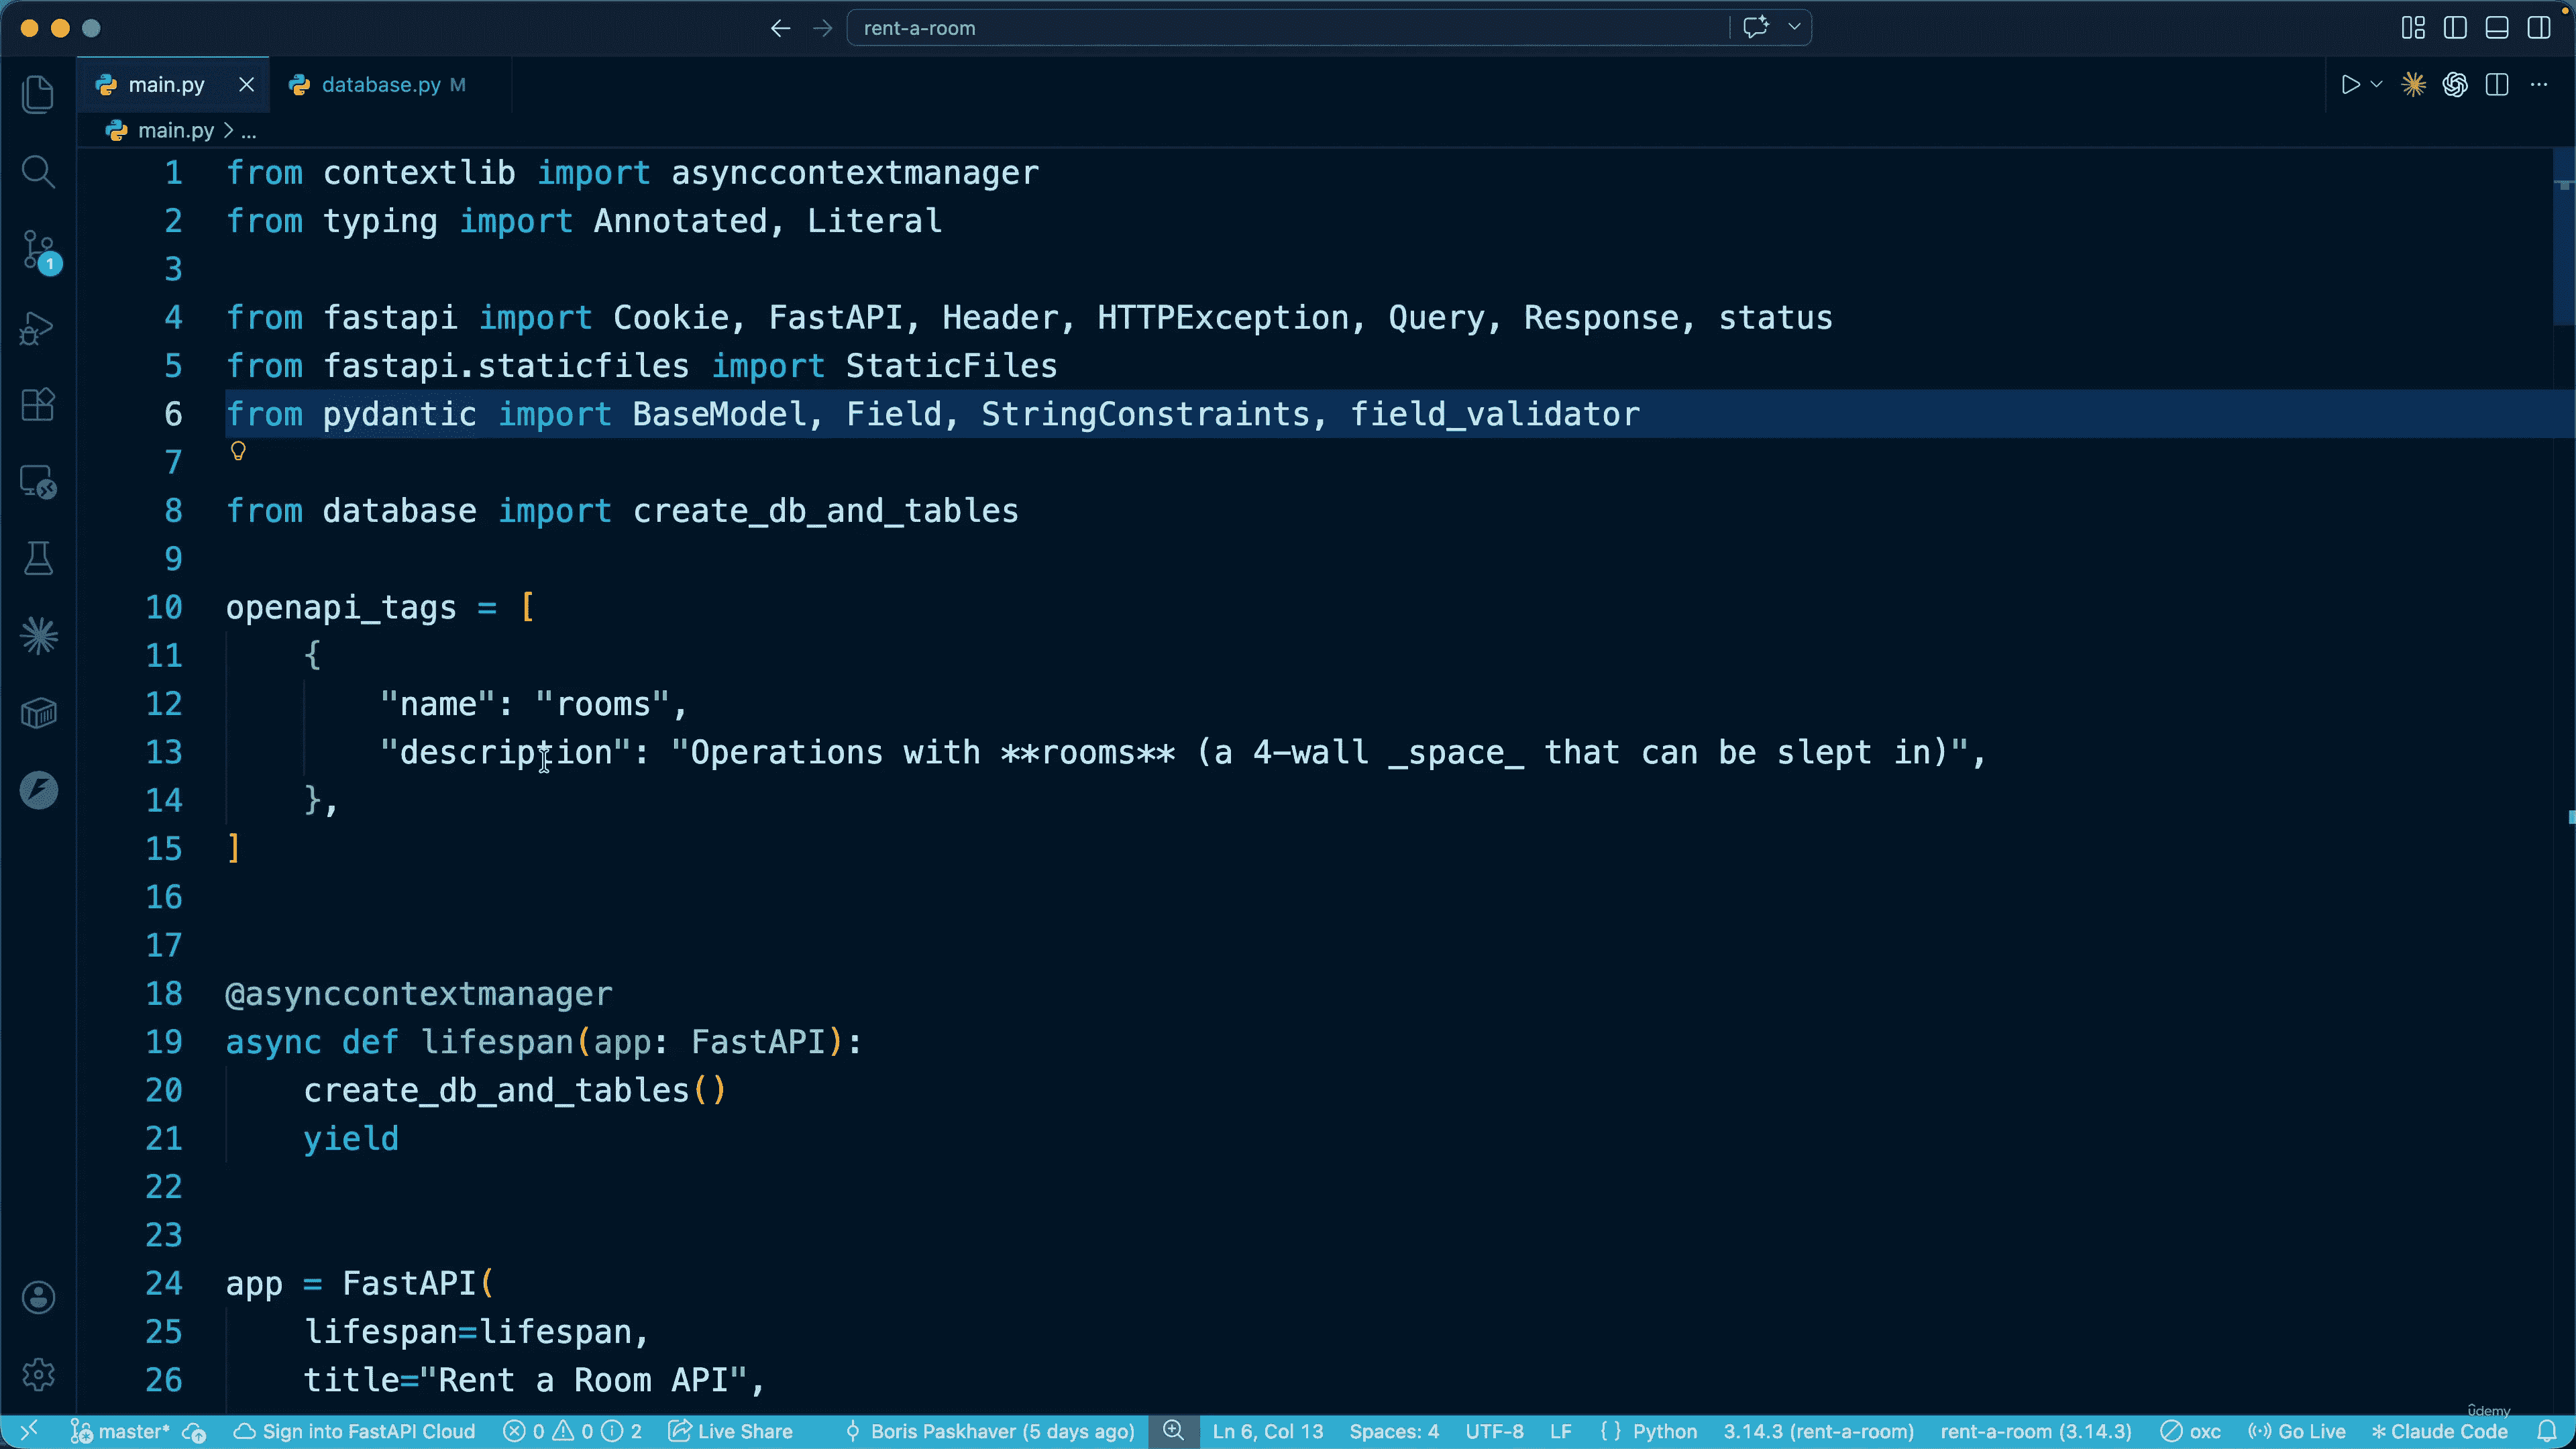 rent-a-room
main.py
database.py M
main.py > ...
1 from contextlib import asynccontextmanager
2 from typing import Annotated, Literal
3
4 from fastapi import Cookie, FastAPI, Header, HTTPException, Query, Response, status
5 from fastapi.staticfiles import StaticFiles
6 from pydantic import BaseModel, Field, StringConstraints, field_validator
7
8 from database import create_db_and_tables
9
10 openapi_tags = [
11     {
12         "name": "rooms",
13         "description": "Operations with **rooms** (a 4-wall _space_ that can be slept in)",
14     },
15 ]
16
17
18 @asynccontextmanager
19 async def lifespan(app: FastAPI):
20     create_db_and_tables()
21     yield
22
23
24 app = FastAPI(
25     lifespan=lifespan,
26     title="Rent a Room API",
1
ûdemy
master* Sign into FastAPI Cloud 0 0 2 Live Share Boris Paskhaver (5 days ago) Ln 6, Col 13 Spaces: 4 UTF-8 LF { } Python 3.14.3 (rent-a-room) rent-a-room (3.14.3) oxc Go Live Claude Code